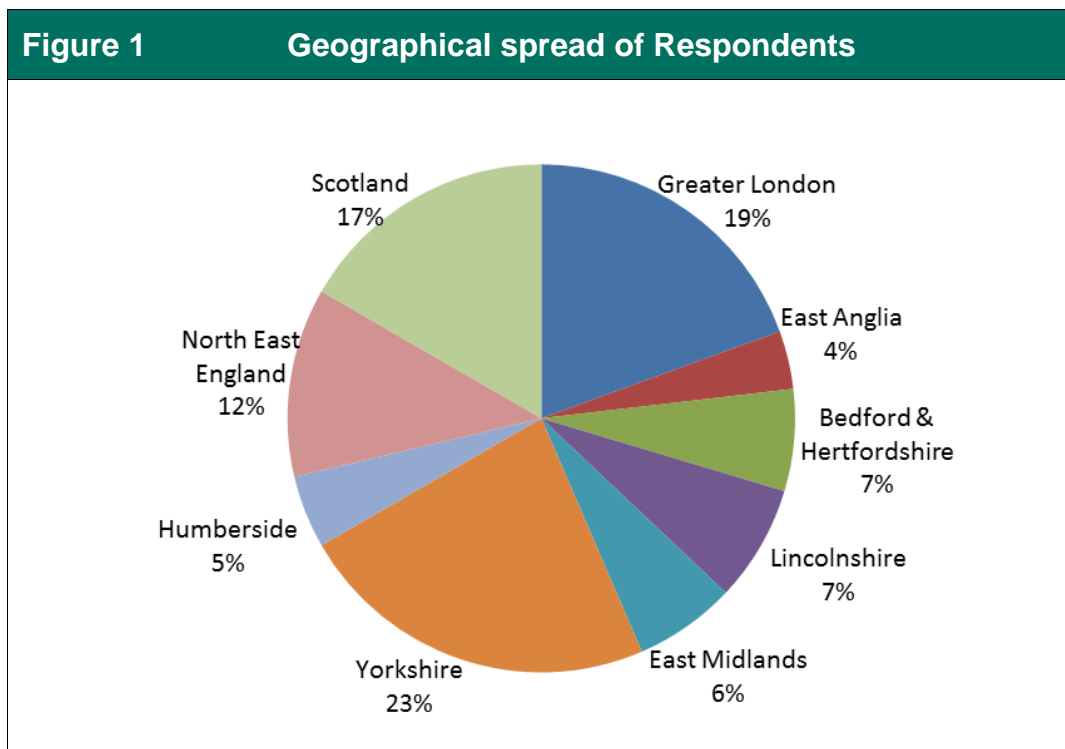 Figure 1 Geographical spread of Respondents
Scotland
17%
Greater London
19%
East Anglia
4%
Bedford &
Hertfordshire
7%
Lincolnshire
7%
East Midlands
6%
Yorkshire
23%
Humberside
5%
North East
England
12%